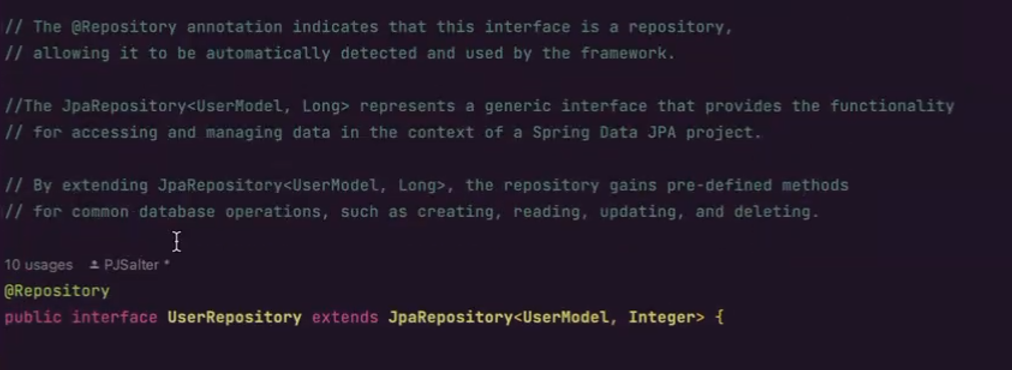 // The @Repository annotation indicates that this interface is a repository,
// allowing it to be automatically detected and used by the framework.
//The JpaRepository<UserModel, Long> represents a generic interface that provides the functionality
// for accessing and managing data in the context of a Spring Data JPA project.
// By extending JpaRepository<UserModel, Long>, the repository gains pre-defined methods
// for common database operations, such as creating, reading, updating, and deleting.
10 usages PJSalter *
@Repository
public interface UserRepository extends JpaRepository<UserModel, Integer> {